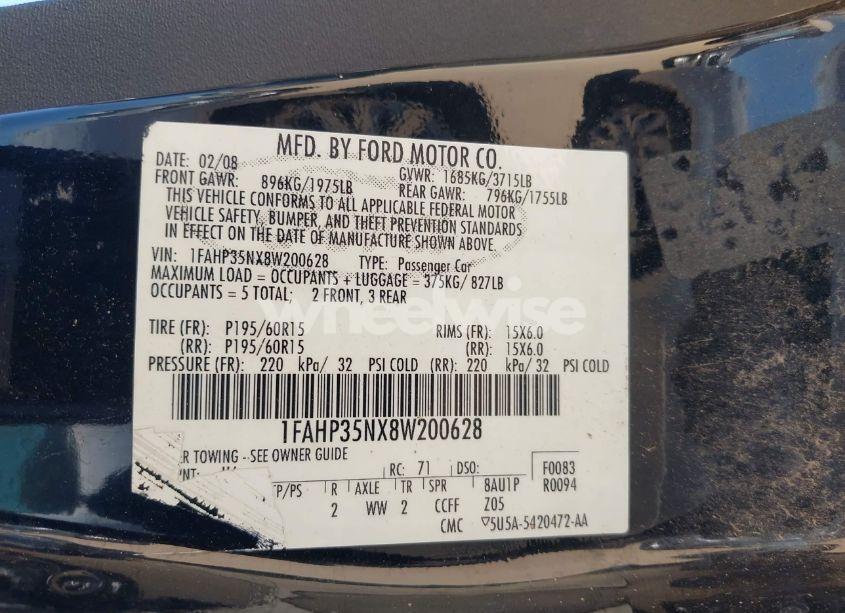 MFD. BY FORD MOTOR CO.
DATE: 02/08 GVWR: 1685KG/3715LB
FRONT GAWR: 896KG/1975LB REAR GAWR: 796KG/1755LB
THIS VEHICLE CONFORMS TO ALL APPLICABLE FEDERAL MOTOR
VEHICLE SAFETY, BUMPER, AND THEFT PREVENTION STANDARDS
IN EFFECT ON THE DATE OF MANUFACTURE SHOWN ABOVE.
VIN: 1FAHP35NX8W200628 TYPE: Passenger Car
MAXIMUM LOAD = OCCUPANTS + LUGGAGE = 375KG/ 827LB
OCCUPANTS = 5 TOTAL; 2 FRONT, 3 REAR
wheelwise
TIRE (FR): P195/60R15 RIMS (FR): 15X6.0
(RR): P195/60R15 (RR): 15X6.0
PRESSURE (FR): 220 kPa/ 32 PSI COLD (RR): 220 kPa/ 32 PSI COLD
1FAHP35NX8W200628
R TOWING --SEE OWNER GUIDE
NT: RC: 71 DSO: F0083
R0094
TP/PS R AXLE TR SPR 8AU1P
2 WW 2 CCFF Z05
CMC ▽5U5A-5420472-AA